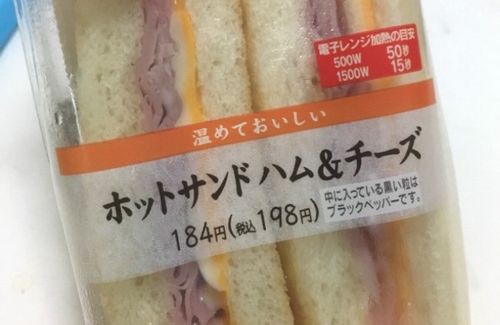 電子レンジ加熱の目安
500W 50秒
1500W 15秒
温めておいしい
ホットサンド ハム&チーズ
184円(税込198円)
中に入っている黒い粒は
ブラックペッパーです。